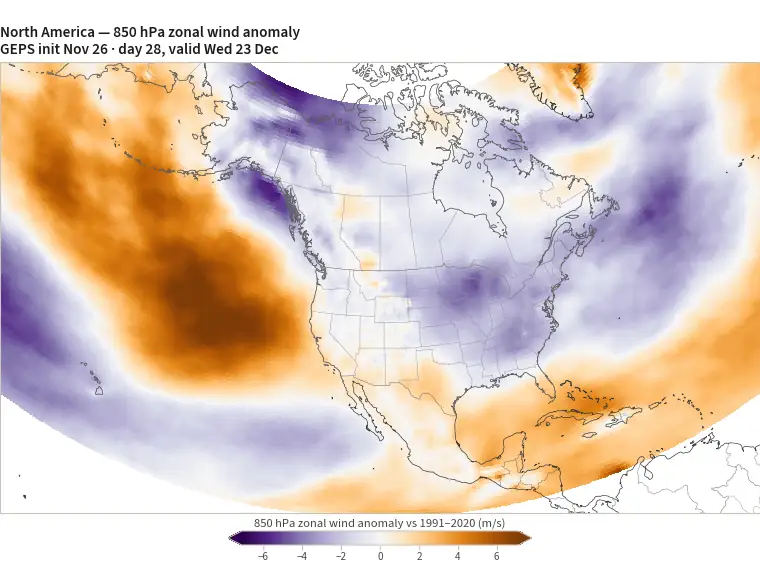 North America — 850 hPa zonal wind anomaly
GEPS init Nov 26 · day 28, valid Wed 23 Dec
850 hPa zonal wind anomaly vs 1991–2020 (m/s)
−6 −4 −2 0 2 4 6